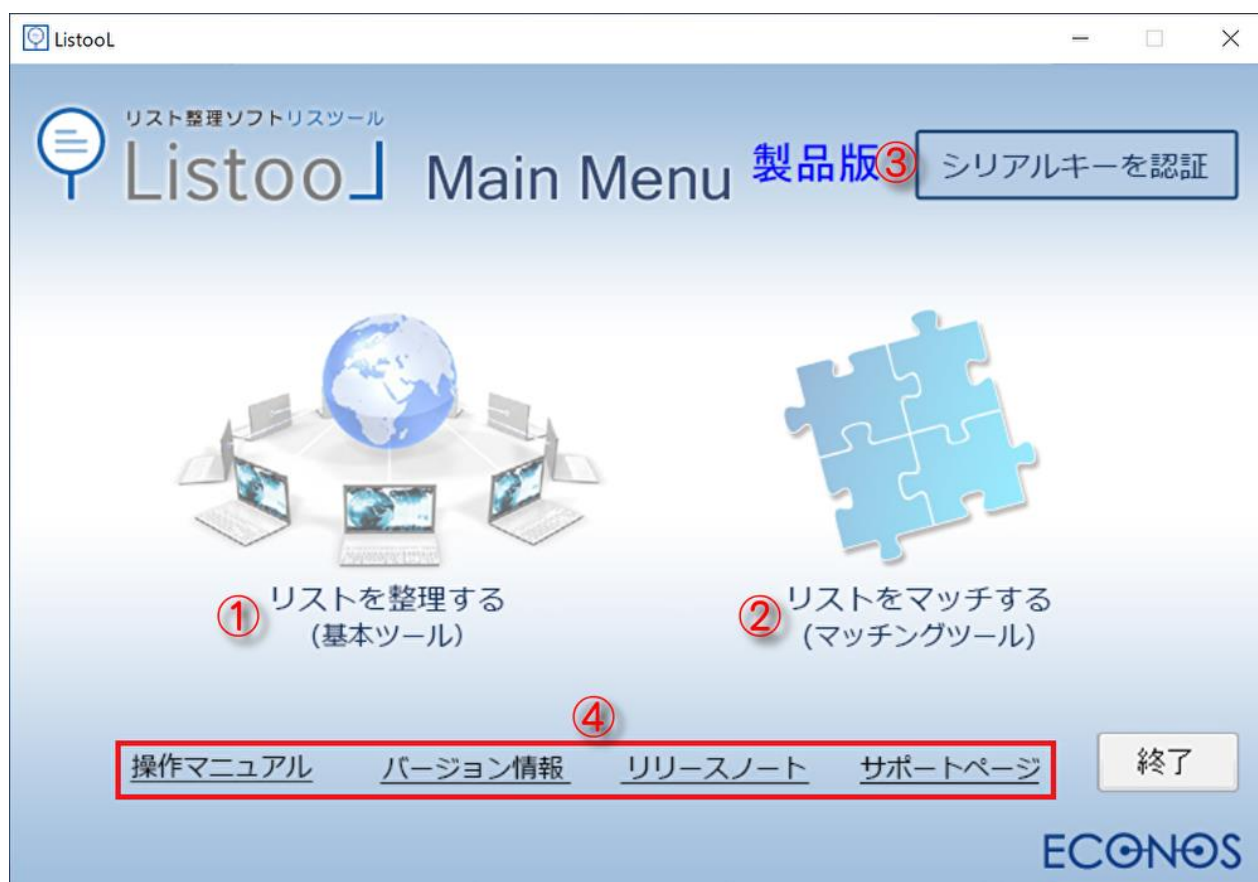 ListooL
リスト整理ソフトリスツール
ListooL Main Menu 製品版 ③ シリアルキーを認証
① リストを整理する
(基本ツール)
② リストをマッチする
(マッチングツール)
④
操作マニュアル バージョン情報 リリースノート サポートページ 終了
ECONOS